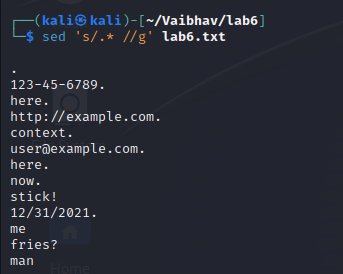 ┌──(kali㉿kali)-[~/Vaibhav/lab6]
└─$ sed 's/.* //g' lab6.txt

.
123-45-6789.
here.
http://example.com.
context.
user@example.com.
here.
now.
stick!
12/31/2021.
me
fries?
man
Home